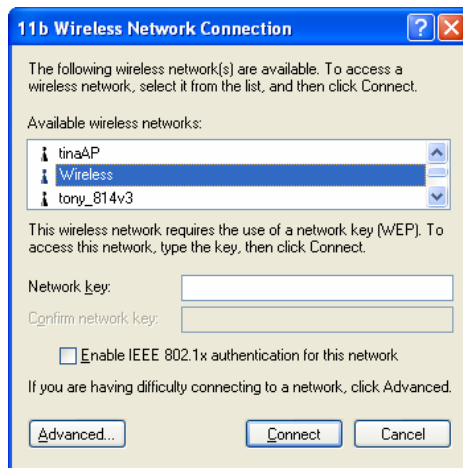 11b Wireless Network Connection
The following wireless network(s) are available. To access a
wireless network, select it from the list, and then click Connect.
Available wireless networks:
tinaAP
Wireless
tony_814v3
This wireless network requires the use of a network key (WEP). To
access this network, type the key, then click Connect.
Network key:
Confirm network key:
Enable IEEE 802.1x authentication for this network
If you are having difficulty connecting to a network, click Advanced.
Advanced... Connect Cancel